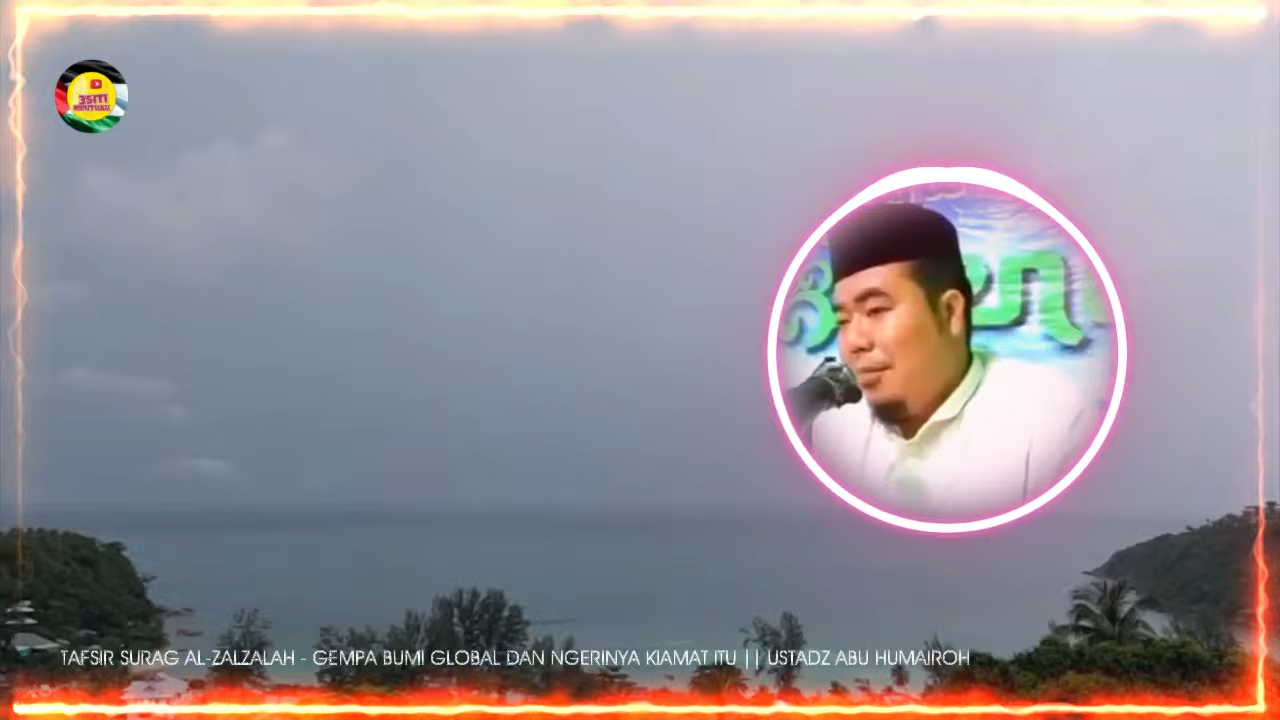 TAFSIR SURAG AL-ZALZALAH - GEMPA BUMI GLOBAL DAN NGERINYA KIAMAT ITU || USTADZ ABU HUMAIROH